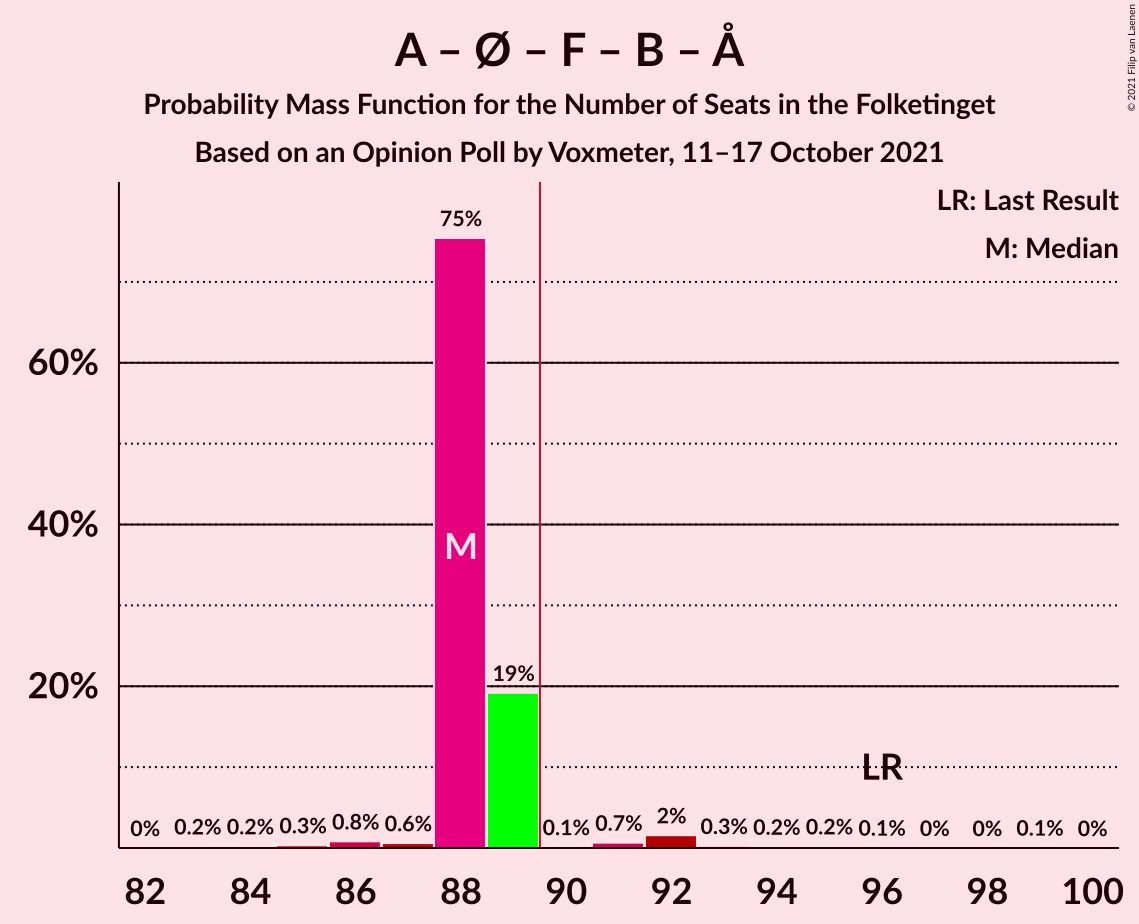 A – Ø – F – B – Å
Probability Mass Function for the Number of Seats in the Folketinget
Based on an Opinion Poll by Voxmeter, 11–17 October 2021
© 2021 Filip van Laenen
LR: Last Result
M: Median
75%
60%
M
40%
19%
20%
LR
0% 0.2% 0.2% 0.3% 0.8% 0.6% 0.1% 0.7% 2% 0.3% 0.2% 0.2% 0.1% 0% 0% 0.1% 0%
82 84 86 88 90 92 94 96 98 100